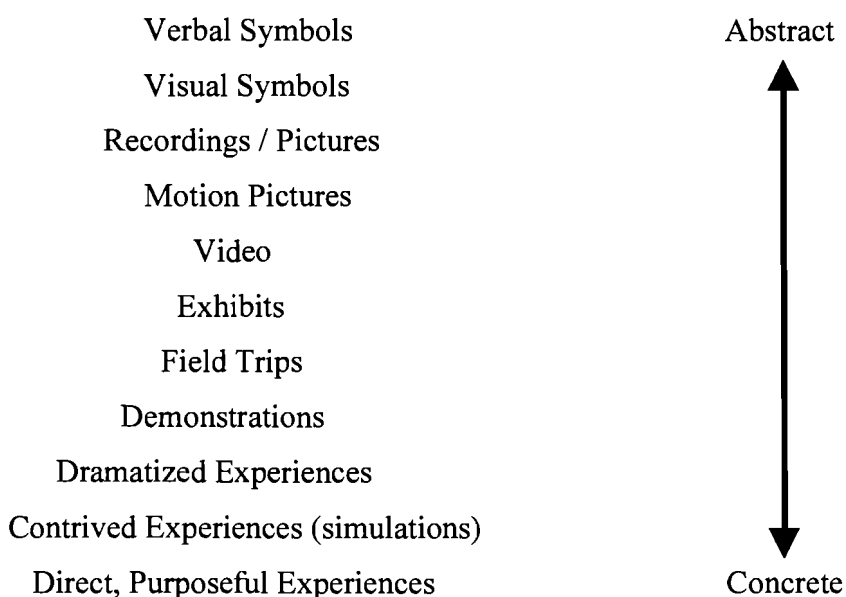 Verbal Symbols Abstract
Visual Symbols
Recordings / Pictures
Motion Pictures
Video
Exhibits
Field Trips
Demonstrations
Dramatized Experiences
Contrived Experiences (simulations)
Direct, Purposeful Experiences Concrete